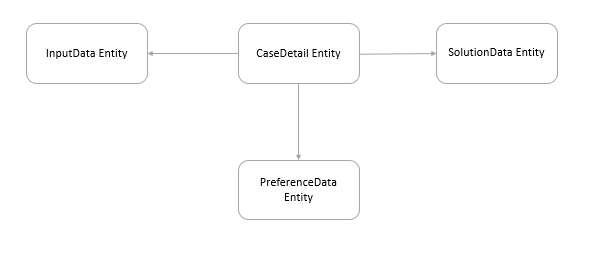 InputData Entity
CaseDetail Entity
SolutionData Entity
PreferenceData
Entity